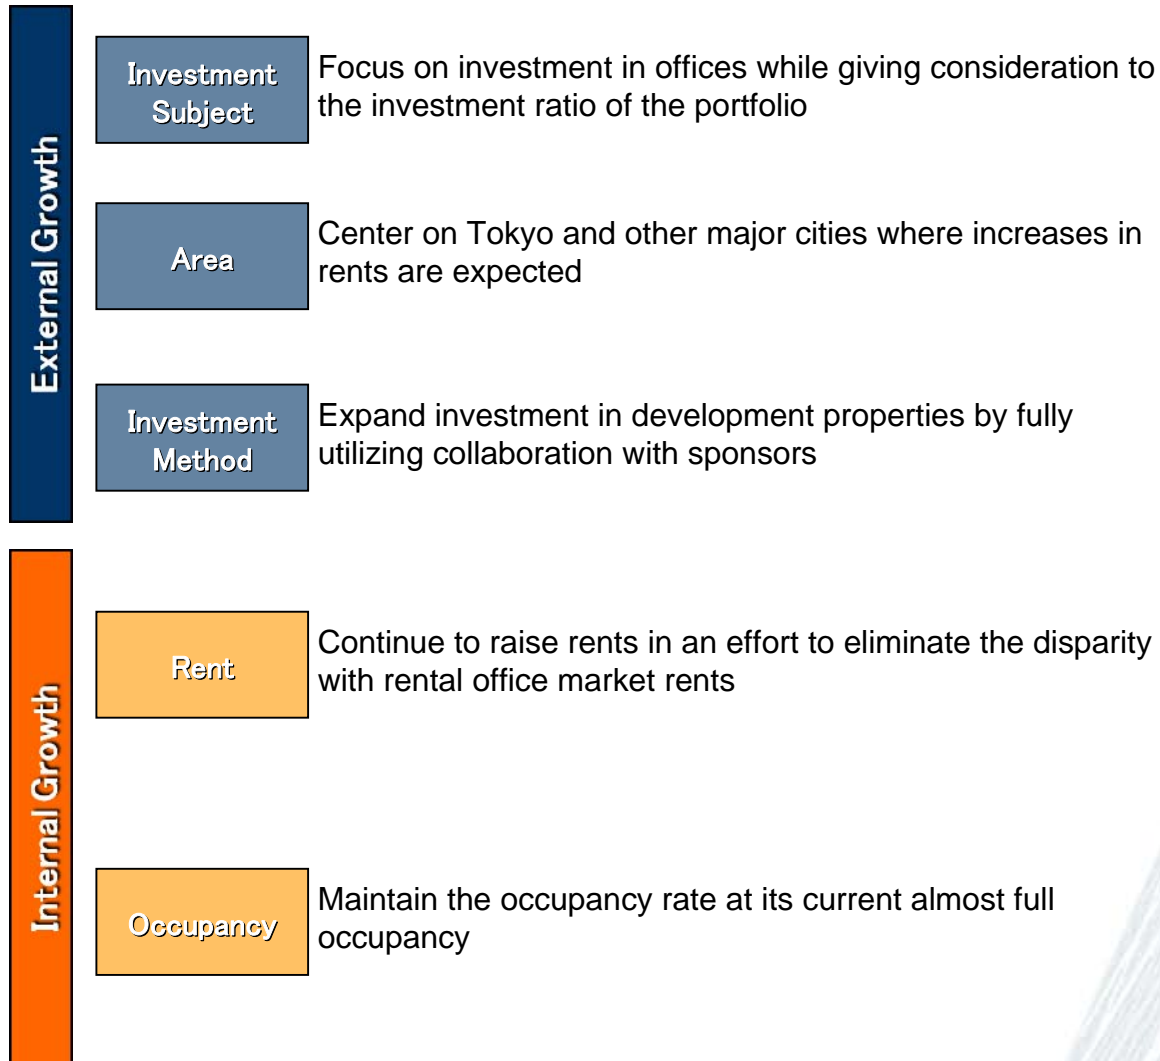 External Growth
Investment
Subject
Focus on investment in offices while giving consideration to
the investment ratio of the portfolio
Area
Center on Tokyo and other major cities where increases in
rents are expected
Investment
Method
Expand investment in development properties by fully
utilizing collaboration with sponsors
Internal Growth
Rent
Continue to raise rents in an effort to eliminate the disparity
with rental office market rents
Occupancy
Maintain the occupancy rate at its current almost full
occupancy